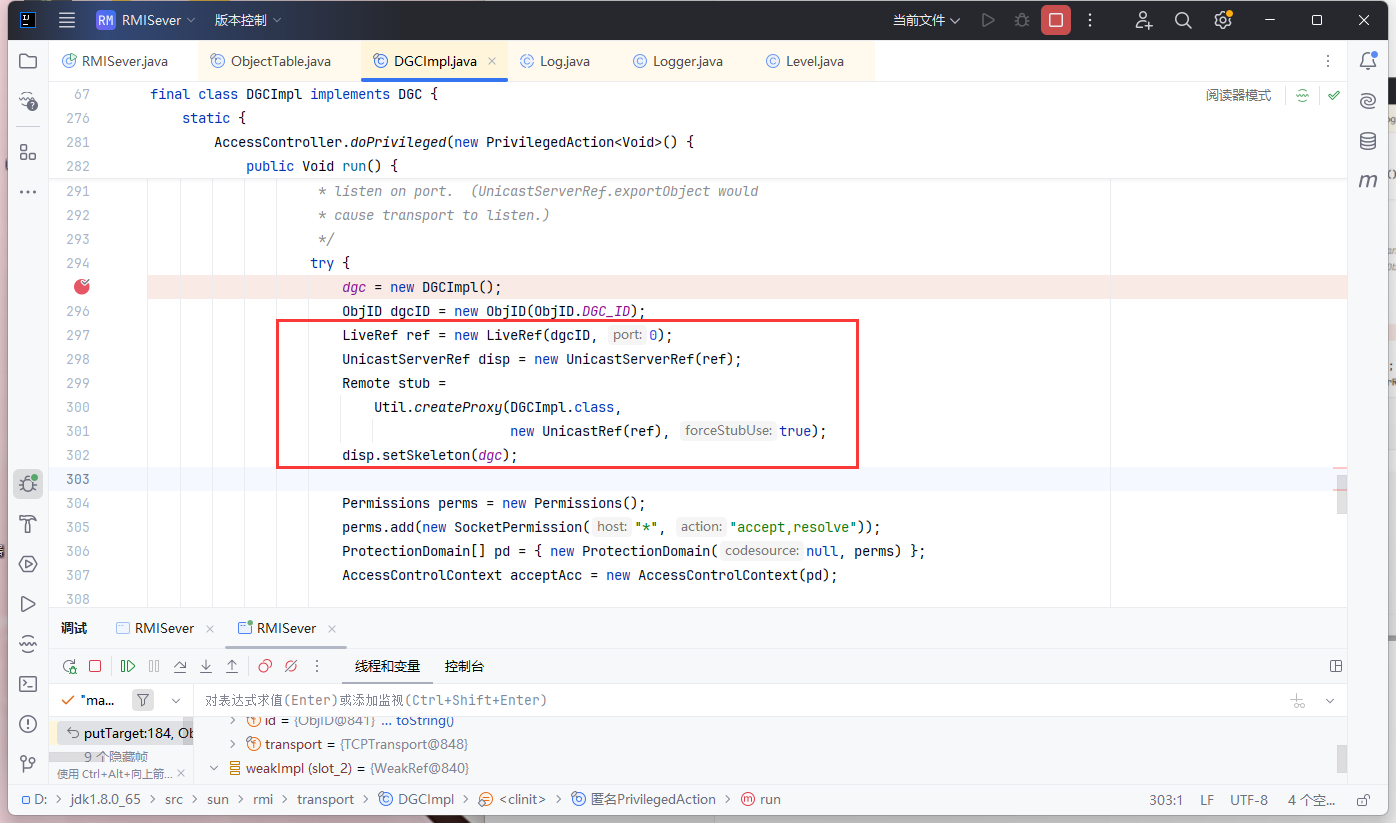 RM RMISever 版本控制 当前文件
RMISever.java ObjectTable.java DGCImpl.java Log.java Logger.java Level.java
67 final class DGCImpl implements DGC { 阅读器模式
276 static {
281 AccessController.doPrivileged(new PrivilegedAction<Void>() {
282 public Void run() {
291 * listen on port.  (UnicastServerRef.exportObject would
292 * cause transport to listen.)
293 */
294 try {
dgc = new DGCImpl();
296 ObjID dgcID = new ObjID(ObjID.DGC_ID);
297 LiveRef ref = new LiveRef(dgcID, port: 0);
298 UnicastServerRef disp = new UnicastServerRef(ref);
299 Remote stub =
300 Util.createProxy(DGCImpl.class,
301 new UnicastRef(ref), forceStubUse: true);
302 disp.setSkeleton(dgc);
303
304 Permissions perms = new Permissions();
305 perms.add(new SocketPermission( host: "*", action: "accept,resolve"));
306 ProtectionDomain[] pd = { new ProtectionDomain( codesource: null, perms) };
307 AccessControlContext acceptAcc = new AccessControlContext(pd);
308
调试 RMISever RMISever
线程和变量 控制台
"ma... 对表达式求值(Enter)或添加监视(Ctrl+Shift+Enter)
id = {ObjID@841} ... toString()
putTarget:184, Ob
transport = {TCPTransport@848}
9 个隐藏帧
weakImpl (slot_2) = {WeakRef@840}
使用 Ctrl+Alt+向上箭...
D: > jdk1.8.0_65 > src > sun > rmi > transport > DGCImpl > <clinit> > 匿名PrivilegedAction > run 303:1 LF UTF-8 4 个空...